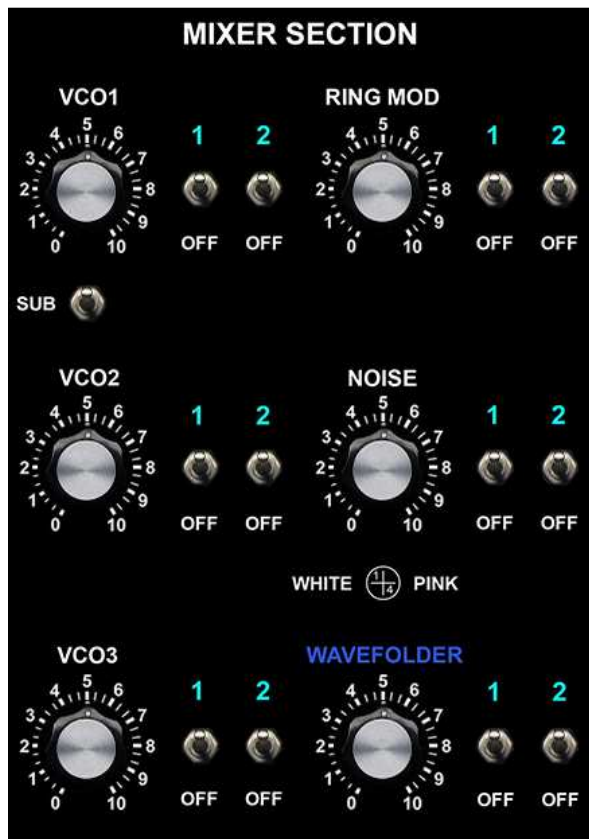 MIXER SECTION
VCO1
0 1 2 3 4 5 6 7 8 9 10
1 2
OFF OFF
RING MOD
0 1 2 3 4 5 6 7 8 9 10
1 2
OFF OFF
SUB
VCO2
0 1 2 3 4 5 6 7 8 9 10
1 2
OFF OFF
NOISE
0 1 2 3 4 5 6 7 8 9 10
1 2
OFF OFF
WHITE 1/4 PINK
VCO3
0 1 2 3 4 5 6 7 8 9 10
1 2
OFF OFF
WAVEFOLDER
0 1 2 3 4 5 6 7 8 9 10
1 2
OFF OFF